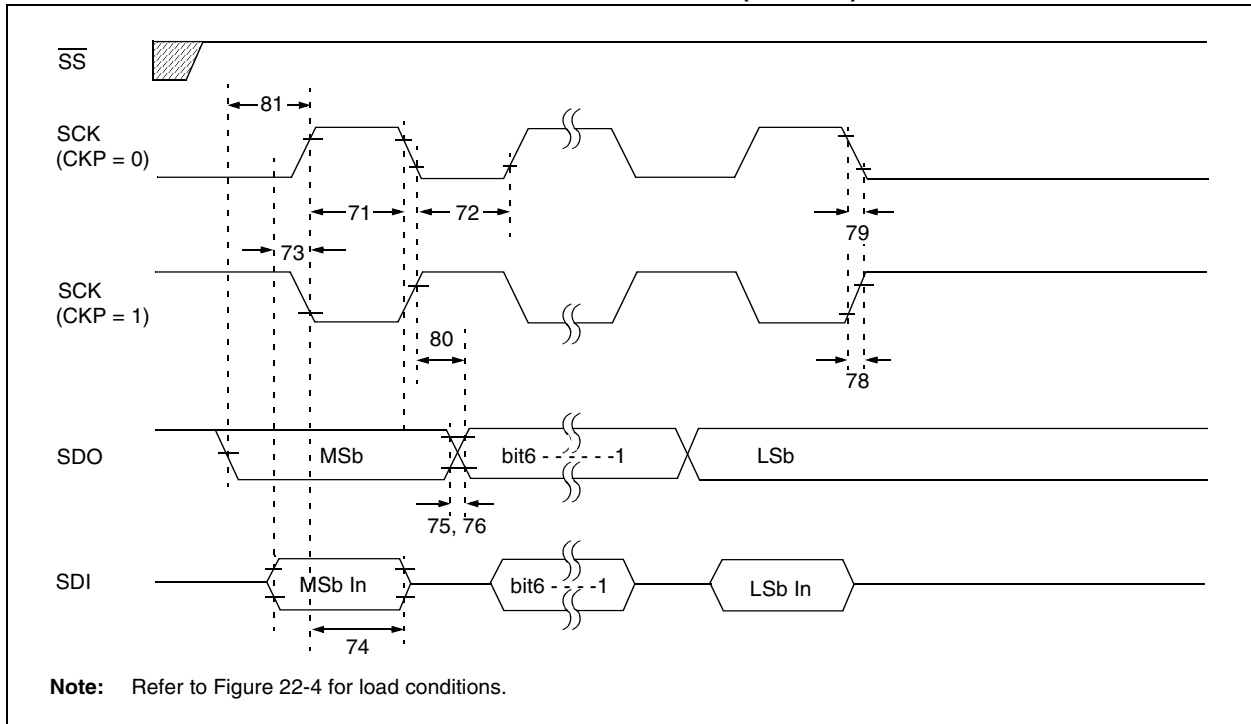 SS
81
SCK
(CKP = 0)
71
72
79
73
SCK
(CKP = 1)
80
78
SDO
MSb
bit6 - - - - - - -1
LSb
75, 76
SDI
MSb In
bit6 - - - - -1
LSb In
74
Note: Refer to Figure 22-4 for load conditions.